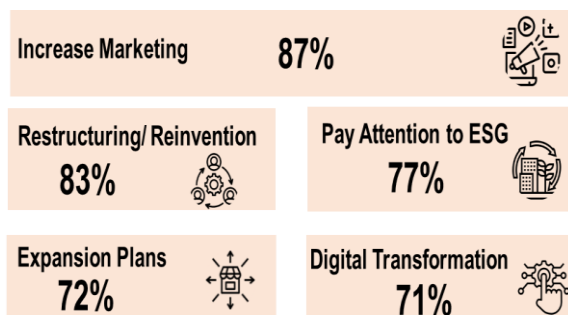 Increase Marketing 87%
Restructuring/ Reinvention
83%
Pay Attention to ESG
77%
Expansion Plans
72%
Digital Transformation
71%